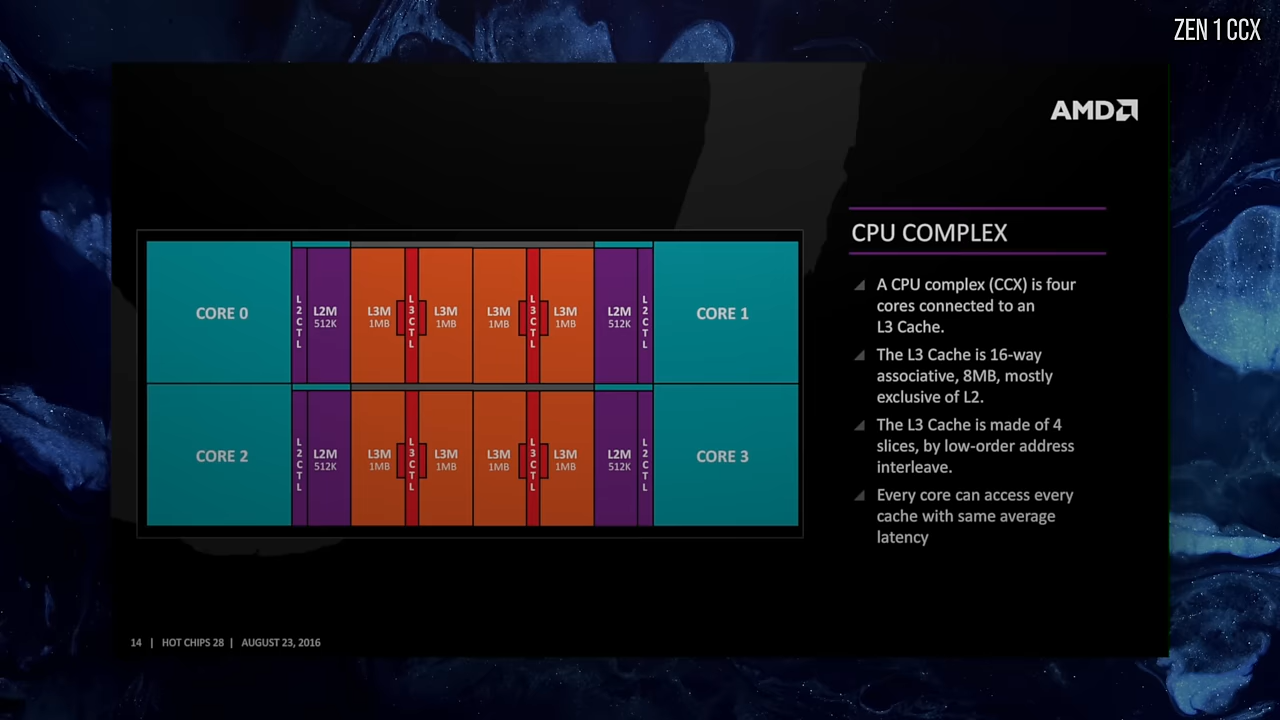 ZEN 1 CCX
AMD
CPU COMPLEX
A CPU complex (CCX) is four
cores connected to an
L3 Cache.
The L3 Cache is 16-way
associative, 8MB, mostly
exclusive of L2.
The L3 Cache is made of 4
slices, by low-order address
interleave.
Every core can access every
cache with same average
latency
CORE 0
L2CTL
L2M
512K
L3M
1MB
L3CTL
L3M
1MB
L3M
1MB
L3CTL
L3M
1MB
L2M
512K
L2CTL
CORE 1
CORE 2
L2CTL
L2M
512K
L3M
1MB
L3CTL
L3M
1MB
L3M
1MB
L3CTL
L3M
1MB
L2M
512K
L2CTL
CORE 3
14 | HOT CHIPS 28 | AUGUST 23, 2016